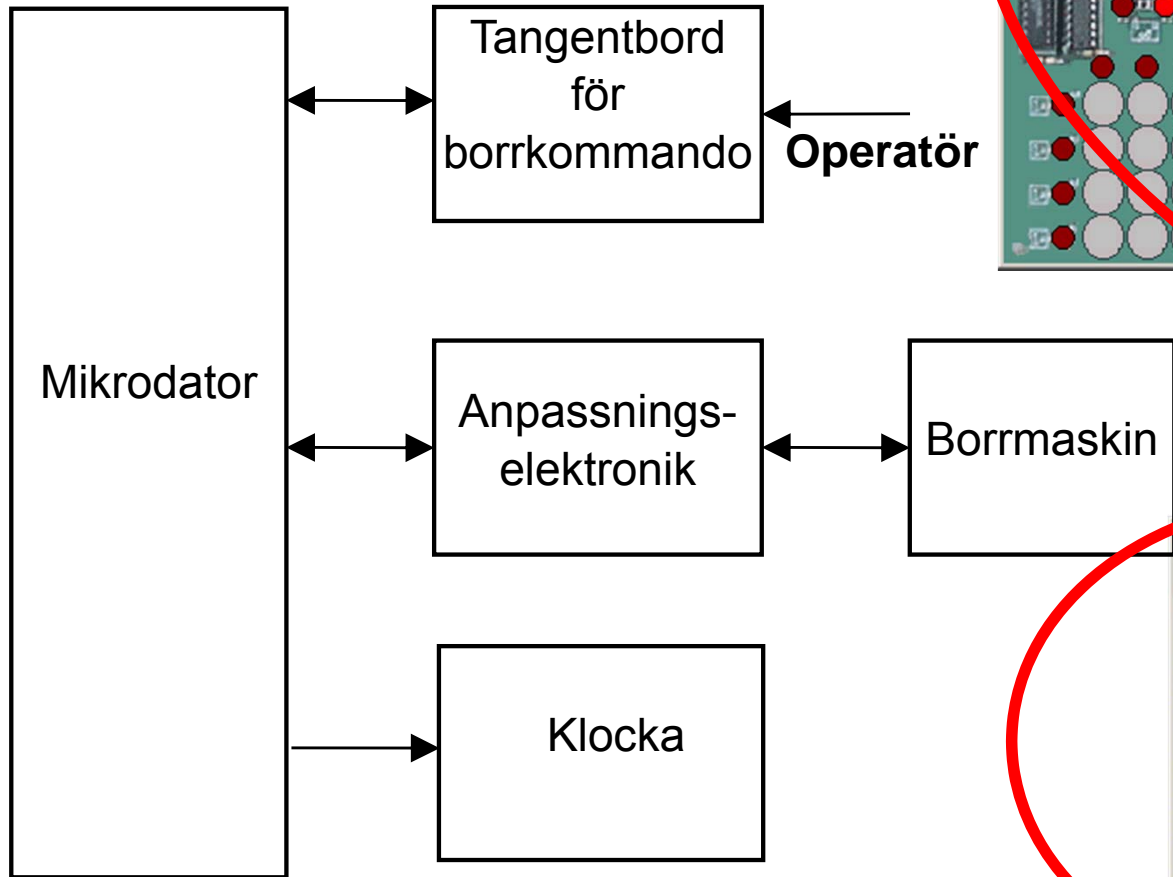 Tangentbord
för
borrkommando
Operatör
Mikrodator
Anpassnings-
elektronik
Borrmaskin
Klocka